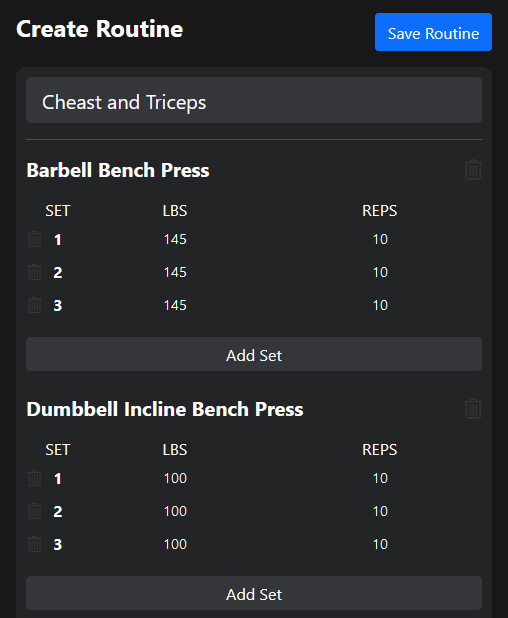 Create Routine
Save Routine
Cheast and Triceps
Barbell Bench Press
SET LBS REPS
1 145 10
2 145 10
3 145 10
Add Set
Dumbbell Incline Bench Press
SET LBS REPS
1 100 10
2 100 10
3 100 10
Add Set